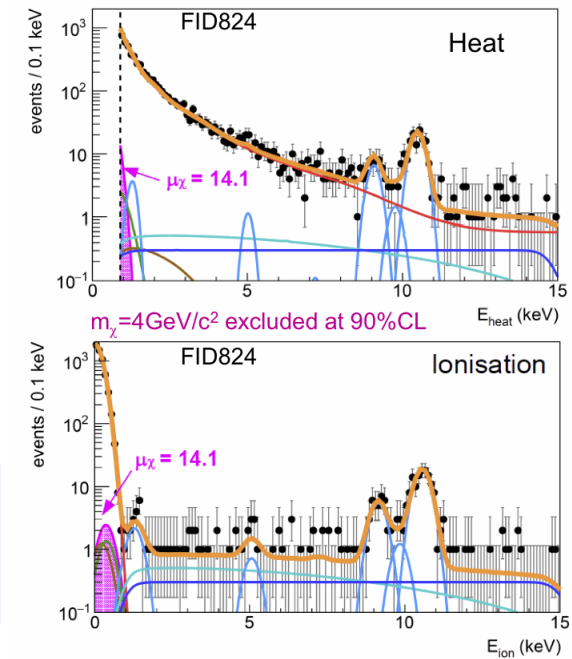 FID824
Heat
events / 0.1 keV
10³
10²
10
1
10⁻¹
μχ = 14.1
0 5 10 15
E_heat (keV)
mχ=4GeV/c² excluded at 90%CL
FID824
Ionisation
events / 0.1 keV
10³
10²
10
1
10⁻¹
μχ = 14.1
0 5 10 15
E_ion (keV)